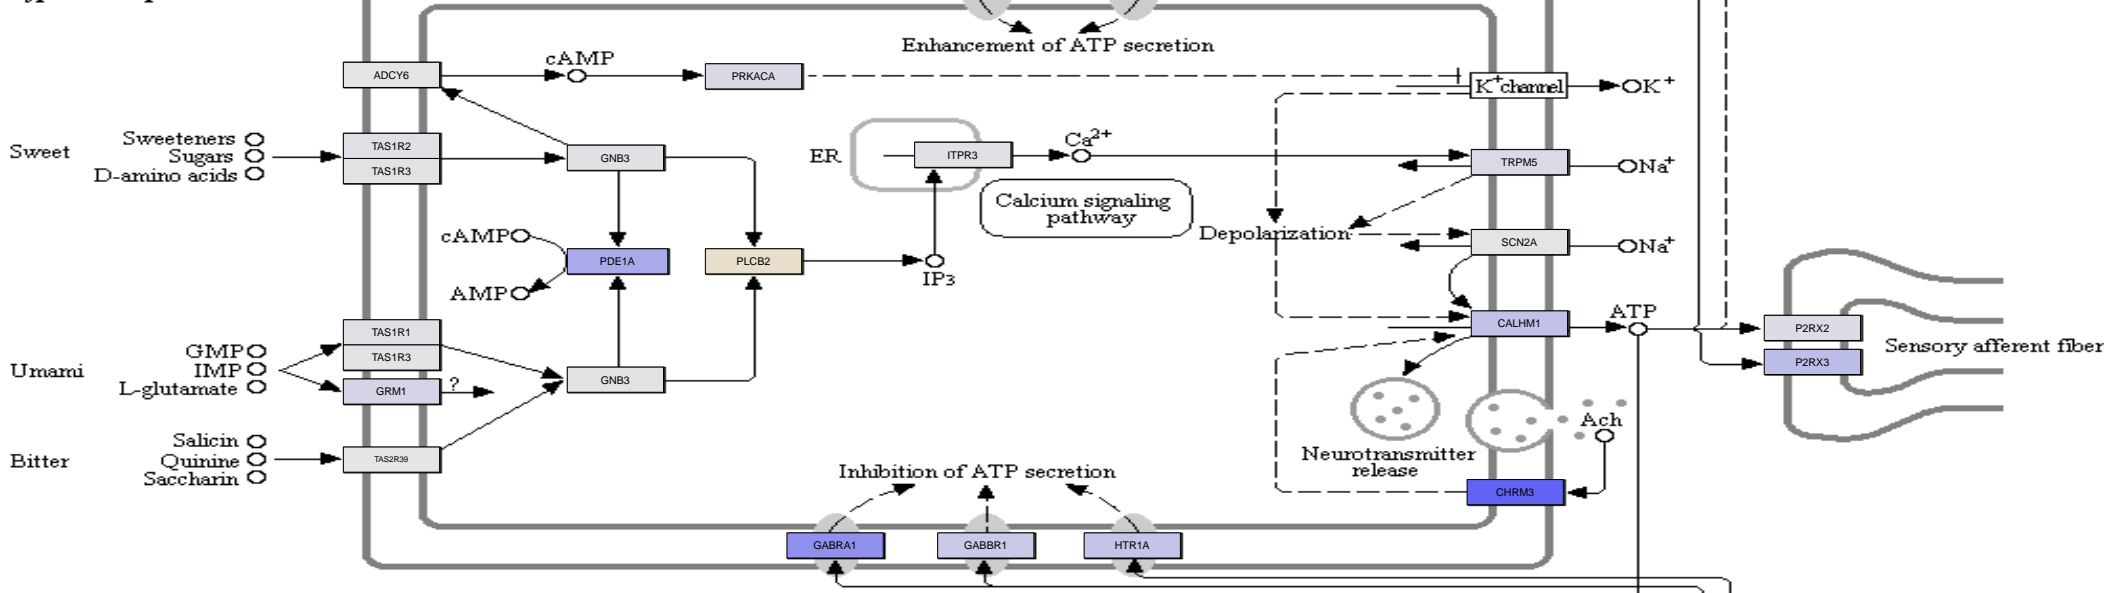 Enhancement of ATP secretion
ADCY6
cAMP
PRKACA
K+ channel
K+
Sweet
Sweeteners
Sugars
D-amino acids
TAS1R2
TAS1R3
GNB3
ER
ITPR3
Ca2+
TRPM5
Na+
Calcium signaling
pathway
Depolarization
SCN2A
Na+
cAMP
AMP
PDE1A
PLCB2
IP3
CALHM1
ATP
P2RX2
P2RX3
Sensory afferent fiber
Umami
GMP
IMP
L-glutamate
TAS1R1
TAS1R3
GRM1
?
GNB3
Bitter
Salicin
Quinine
Saccharin
TAS2R39
Neurotransmitter
release
Ach
CHRM3
Inhibition of ATP secretion
GABRA1
GABBR1
HTR1A